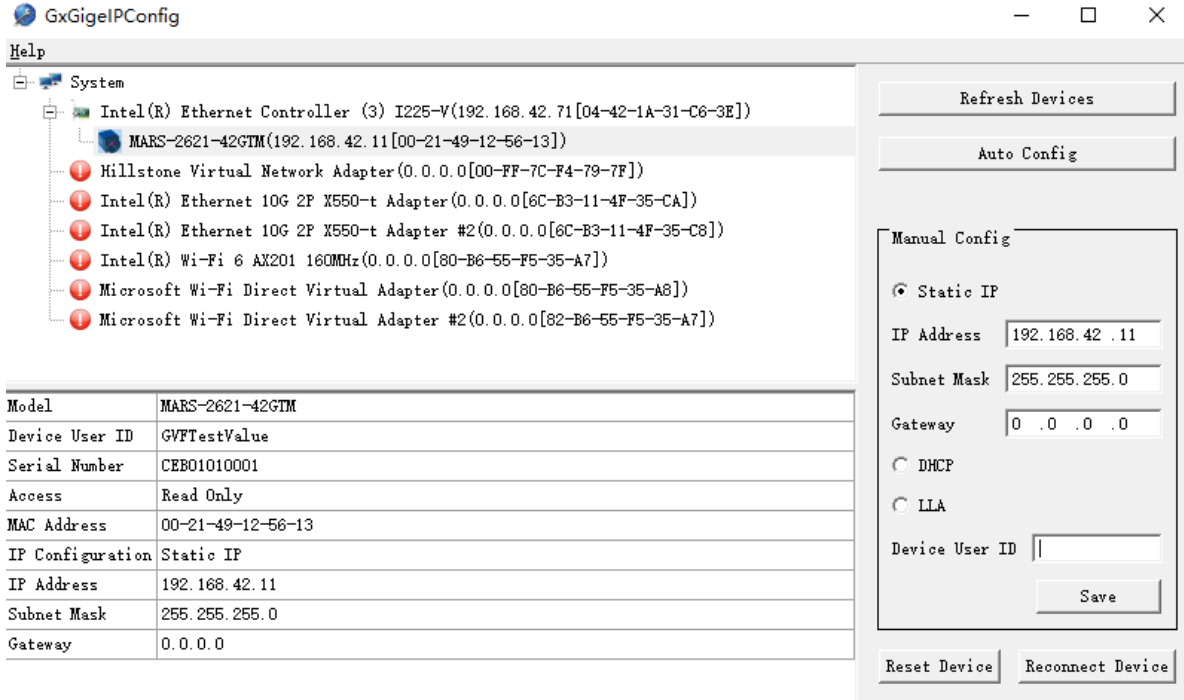 GxGigeIPConfig
Help
System
Intel(R) Ethernet Controller (3) I225-V(192.168.42.71[04-42-1A-31-C6-3E])
MARS-2621-42GTM(192.168.42.11[00-21-49-12-56-13])
Hillstone Virtual Network Adapter(0.0.0.0[00-FF-7C-F4-79-7F])
Intel(R) Ethernet 10G 2P X550-t Adapter(0.0.0.0[6C-B3-11-4F-35-CA])
Intel(R) Ethernet 10G 2P X550-t Adapter #2(0.0.0.0[6C-B3-11-4F-35-C8])
Intel(R) Wi-Fi 6 AX201 160MHz(0.0.0.0[80-B6-55-F5-35-A7])
Microsoft Wi-Fi Direct Virtual Adapter(0.0.0.0[80-B6-55-F5-35-A8])
Microsoft Wi-Fi Direct Virtual Adapter #2(0.0.0.0[82-B6-55-F5-35-A7])
Model MARS-2621-42GTM
Device User ID GVFTestValue
Serial Number CEB01010001
Access Read Only
MAC Address 00-21-49-12-56-13
IP Configuration Static IP
IP Address 192.168.42.11
Subnet Mask 255.255.255.0
Gateway 0.0.0.0
Refresh Devices
Auto Config
Manual Config
Static IP
IP Address 192.168.42 .11
Subnet Mask 255.255.255.0
Gateway 0 .0 .0 .0
DHCP
LLA
Device User ID
Save
Reset Device Reconnect Device